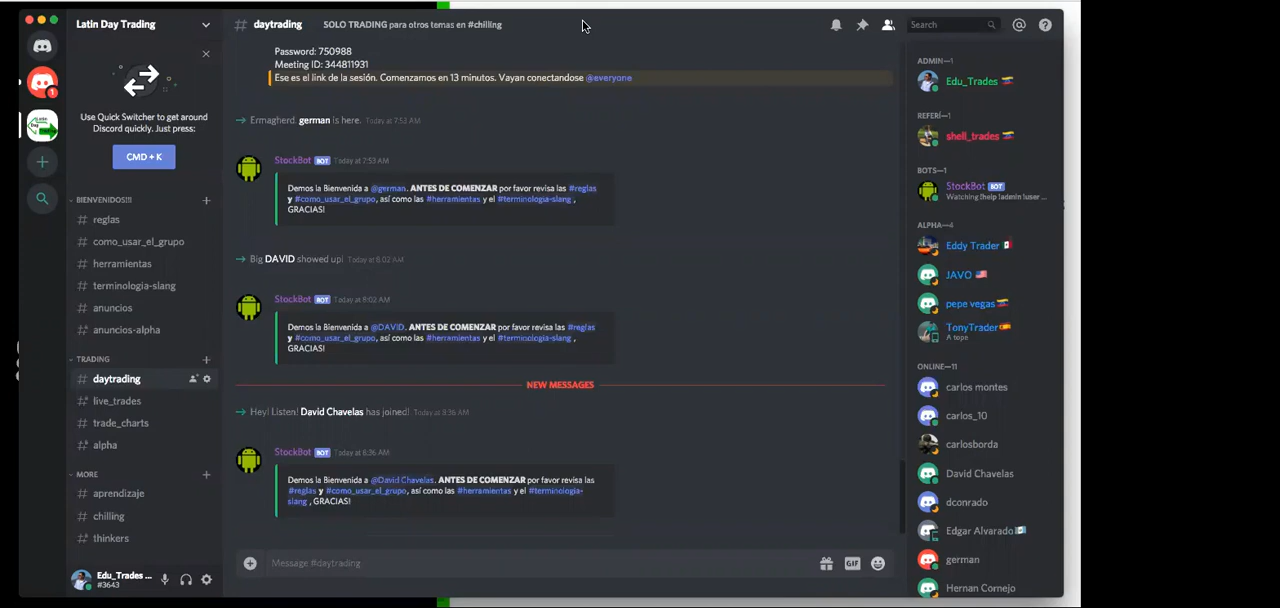 Latin Day Trading
# daytrading
SOLO TRADING para otros temas en #chilling
Search
Use Quick Switcher to get around
Discord quickly. Just press:
CMD + K
BIENVENIDOS!!!
# reglas
# como_usar_el_grupo
# herramientas
# terminologia-slang
# anuncios
# anuncios-alpha
TRADING
# daytrading
# live_trades
# trade_charts
# alpha
MORE
# aprendizaje
# chilling
# thinkers
Edu_Trades ...
#3643
1
Password: 750988
Meeting ID: 344811931
Ese es el link de la sesión. Comenzamos en 13 minutos. Vayan conectandose @everyone
Ermagherd. german is here. Today at 7:53 AM
StockBot BOT Today at 7:53 AM
Demos la Bienvenida a @german. ANTES DE COMENZAR por favor revisa las #reglas
y #como_usar_el_grupo, así como las #herramientas y el #terminologia-slang ,
GRACIAS!
Big DAVID showed up! Today at 8:02 AM
StockBot BOT Today at 8:02 AM
Demos la Bienvenida a @DAVID. ANTES DE COMENZAR por favor revisa las #reglas
y #como_usar_el_grupo, así como las #herramientas y el #terminologia-slang ,
GRACIAS!
NEW MESSAGES
Hey! Listen! David Chavelas has joined! Today at 8:36 AM
StockBot BOT Today at 8:36 AM
Demos la Bienvenida a @David Chavelas. ANTES DE COMENZAR por favor revisa las
#reglas y #como_usar_el_grupo, así como las #herramientas y el #terminologia-
slang , GRACIAS!
Message #daytrading
GIF
ADMIN—1
Edu_Trades
REFERÍ—1
shell_trades
BOTS—1
StockBot BOT
Watching !help !admin !user ...
ALPHA—4
Eddy Trader
JAVO
pepe vegas
TonyTrader
A tope
ONLINE—11
carlos montes
carlos_10
carlosborda
David Chavelas
dconrado
Edgar Alvarado
german
Hernan Cornejo